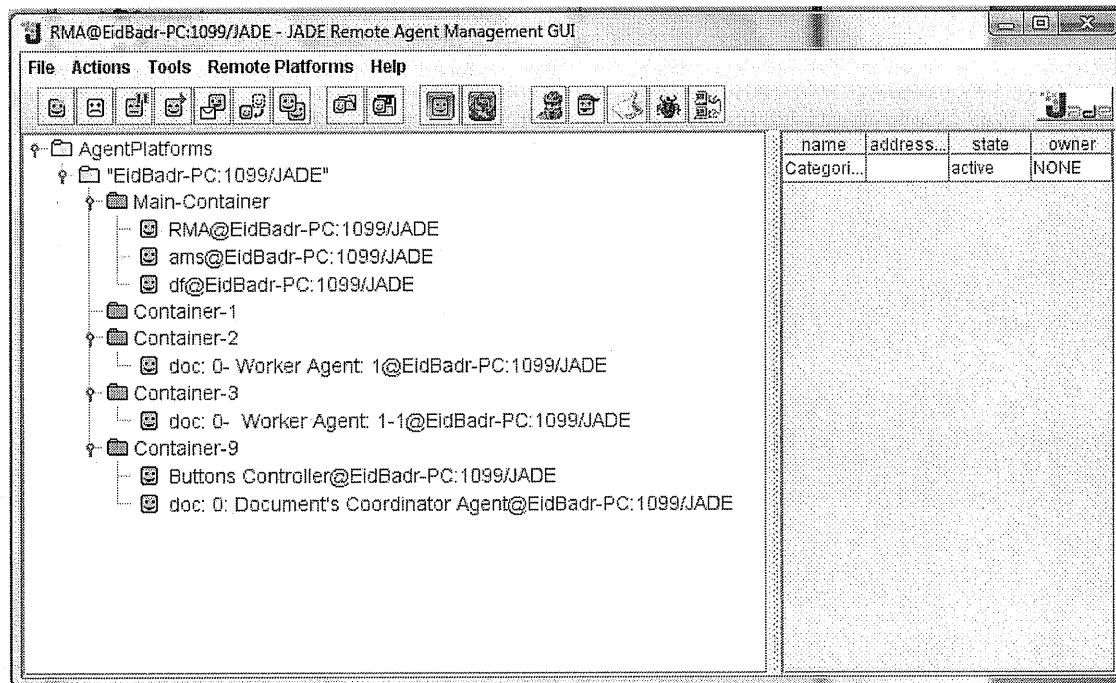 RMA@EidBadr-PC:1099/JADE - JADE Remote Agent Management GUI
File Actions Tools Remote Platforms Help
Jade
AgentPlatforms
"EidBadr-PC:1099/JADE"
Main-Container
RMA@EidBadr-PC:1099/JADE
ams@EidBadr-PC:1099/JADE
df@EidBadr-PC:1099/JADE
Container-1
Container-2
doc: 0- Worker Agent: 1@EidBadr-PC:1099/JADE
Container-3
doc: 0- Worker Agent: 1-1@EidBadr-PC:1099/JADE
Container-9
Buttons Controller@EidBadr-PC:1099/JADE
doc: 0: Document's Coordinator Agent@EidBadr-PC:1099/JADE
name address... state owner
Categori... active NONE